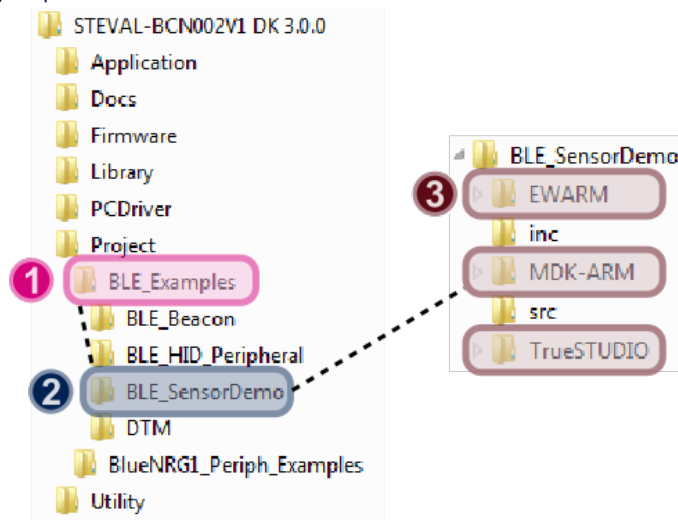 STEVAL-BCN002V1 DK 3.0.0
Application
Docs
Firmware
Library
PCDriver
Project
1 BLE_Examples
BLE_Beacon
BLE_HID_Peripheral
2 BLE_SensorDemo
DTM
BlueNRG1_Periph_Examples
Utility
BLE_SensorDemo
3 EWARM
inc
MDK-ARM
src
TrueSTUDIO